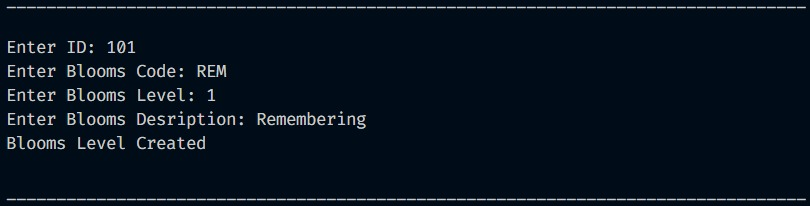 Enter ID: 101
Enter Blooms Code: REM
Enter Blooms Level: 1
Enter Blooms Desription: Remembering
Blooms Level Created